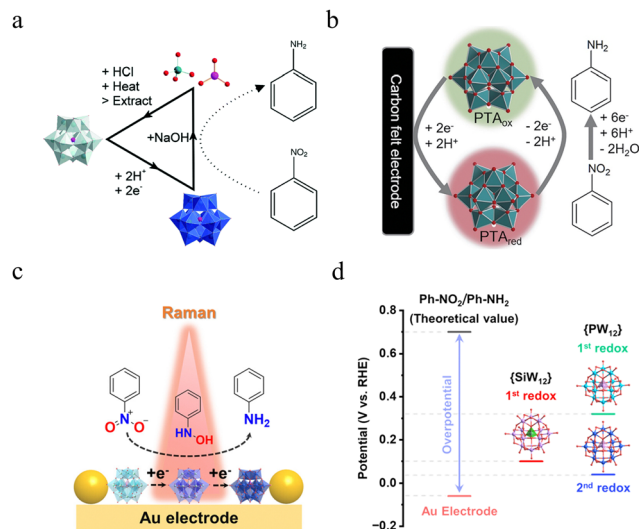 a
+ HCl
+ Heat
> Extract
+NaOH
+ 2H⁺
+ 2e⁻
NH₂
NO₂
b
Carbon felt electrode
PTAox
+ 2e⁻
+ 2H⁺
- 2e⁻
- 2H⁺
PTAred
NH₂
+ 6e⁻
+ 6H⁺
- 2H₂O
NO₂
c
Raman
O N⁺ O⁻
HN OH
NH₂
+e⁻
+e⁻
Au electrode
d
Potential (V vs. RHE)
0.8
0.6
0.4
0.2
0.0
−0.2
Ph-NO₂/Ph-NH₂
(Theoretical value)
Overpotential
Au Electrode
{SiW₁₂}
1st redox
{PW₁₂}
1st redox
2nd redox